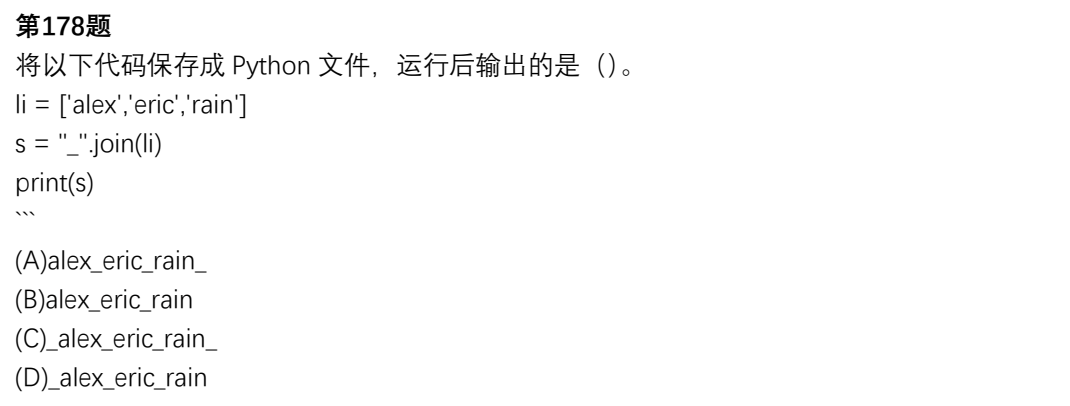 第178题
将以下代码保存成 Python 文件，运行后输出的是（）。
li = ['alex','eric','rain']
s = "_".join(li)
print(s)
```
(A)alex_eric_rain_
(B)alex_eric_rain
(C)_alex_eric_rain_
(D)_alex_eric_rain